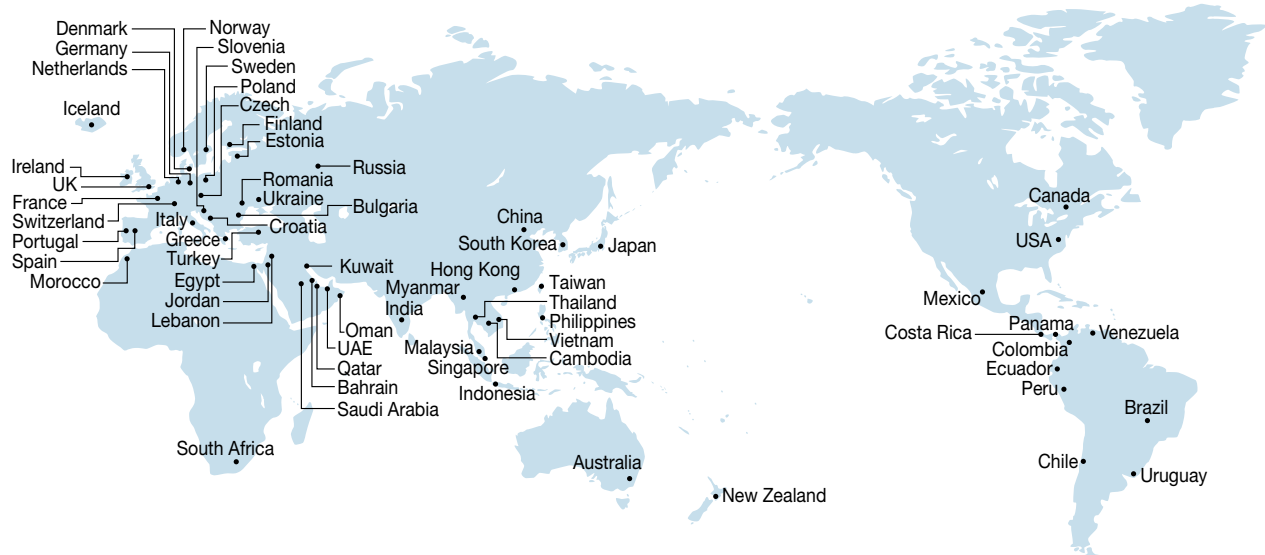 Denmark
Norway
Germany
Slovenia
Netherlands
Sweden
Poland
Iceland
Czech
Finland
Estonia
Ireland
Russia
UK
Romania
France
Ukraine
Switzerland
Italy
Bulgaria
Portugal
Greece
Croatia
Spain
Turkey
Morocco
Egypt
Kuwait
Jordan
Lebanon
Oman
UAE
Qatar
Bahrain
Saudi Arabia
South Africa
China
South Korea
Japan
Hong Kong
Myanmar
Taiwan
India
Thailand
Philippines
Vietnam
Malaysia
Cambodia
Singapore
Indonesia
Australia
New Zealand
Canada
USA
Mexico
Costa Rica
Panama
Venezuela
Colombia
Ecuador
Peru
Brazil
Chile
Uruguay